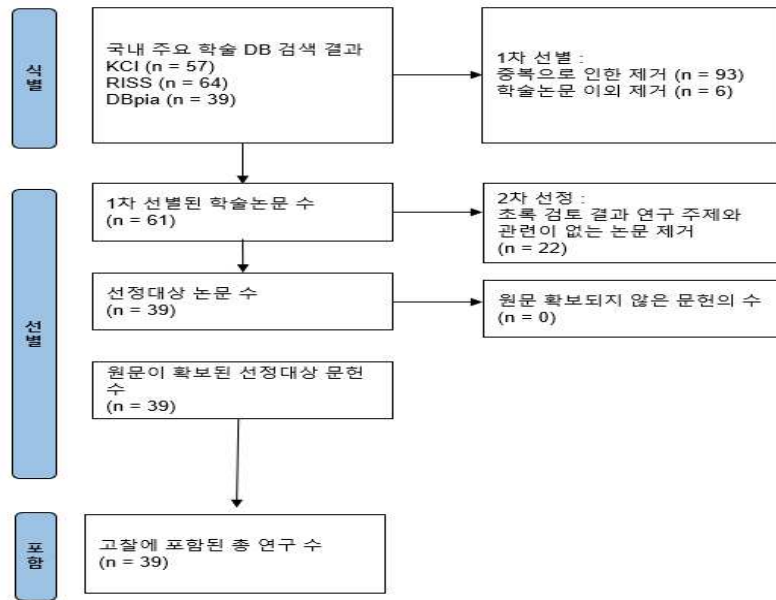 식별
국내 주요 학술 DB 검색 결과
KCI (n = 57)
RISS (n = 64)
DBpia (n = 39)
1차 선별 :
중복으로 인한 제거 (n = 93)
학술논문 이외 제거 (n = 6)
선별
1차 선별된 학술논문 수
(n = 61)
2차 선정 :
초록 검토 결과 연구 주제와
관련이 없는 논문 제거
(n = 22)
선정대상 논문 수
(n = 39)
원문 확보되지 않은 문헌의 수
(n = 0)
원문이 확보된 선정대상 문헌
수
(n = 39)
포함
고찰에 포함된 총 연구 수
(n = 39)